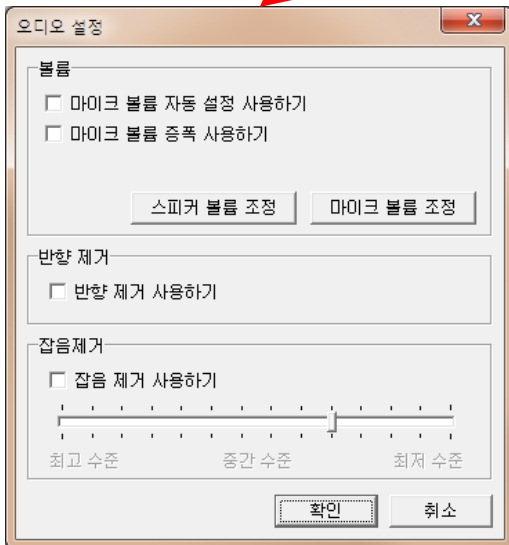 오디오 설정
볼륨
마이크 볼륨 자동 설정 사용하기
마이크 볼륨 증폭 사용하기
스피커 볼륨 조정 마이크 볼륨 조정
반향 제거
반향 제거 사용하기
잡음제거
잡음 제거 사용하기
최고 수준 중간 수준 최저 수준
확인 취소